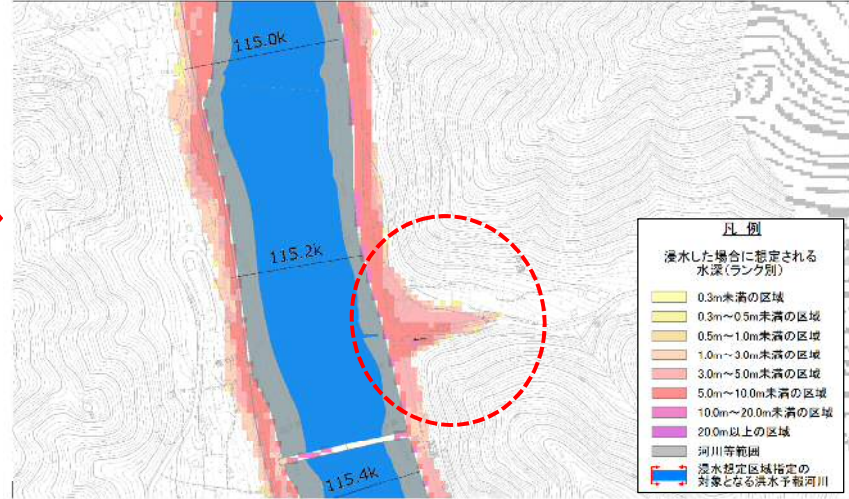 115.0k
115.2k
115.4k
凡 例
浸水した場合に想定される
水深(ランク別)
0.3m未満の区域
0.3m～0.5m未満の区域
0.5m～1.0m未満の区域
1.0m～3.0m未満の区域
3.0m～5.0m未満の区域
5.0m～10.0m未満の区域
10.0m～20.0m未満の区域
20.0m以上の区域
河川等範囲
浸水想定区域指定の
対象となる洪水予報河川